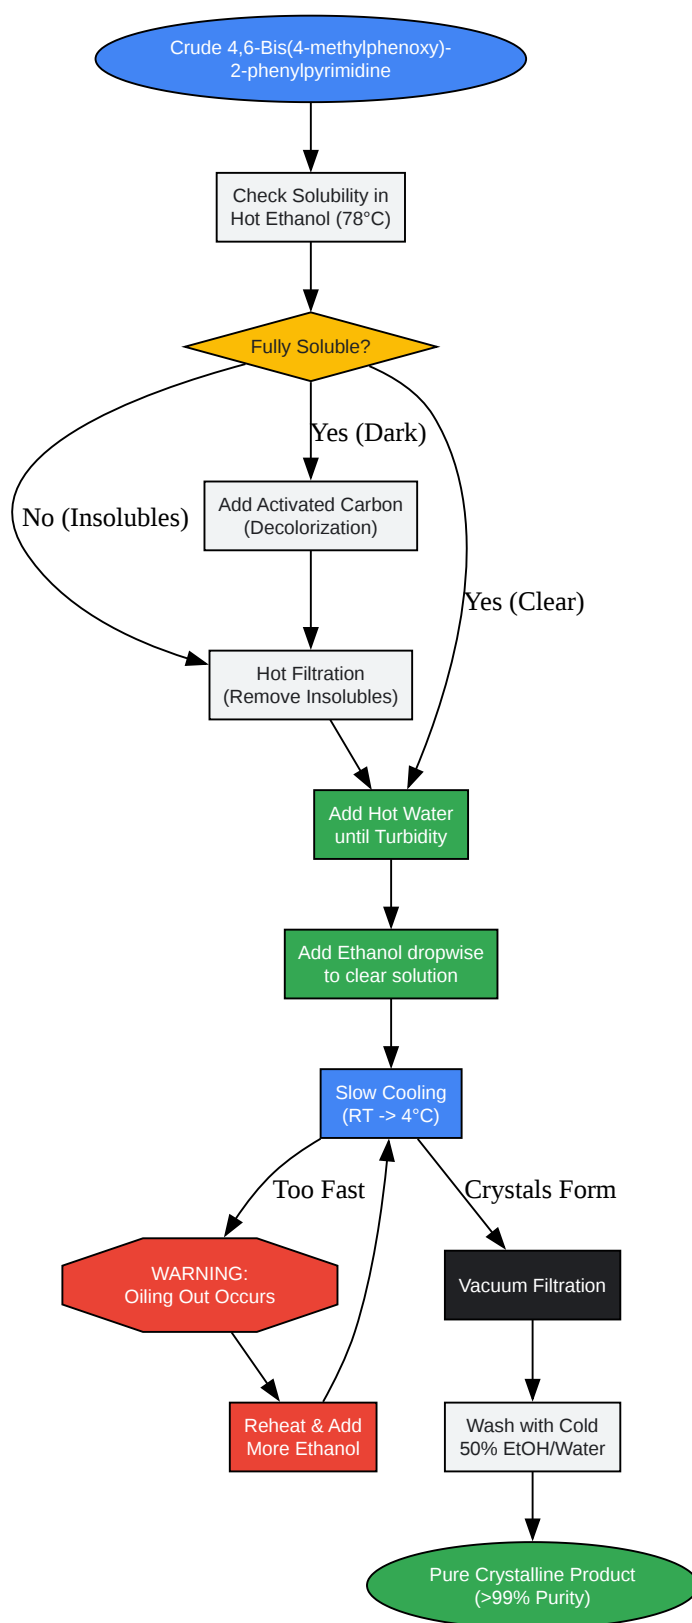 Crude 4,6-Bis(4-methylphenoxy)-
2-phenylpyrimidine
Check Solubility in
Hot Ethanol (78°C)
Fully Soluble?
Yes (Dark)
No (Insolubles)
Add Activated Carbon
(Decolorization)
Yes (Clear)
Hot Filtration
(Remove Insolubles)
Add Hot Water
until Turbidity
Add Ethanol dropwise
to clear solution
Slow Cooling
(RT -> 4°C)
Too Fast
Crystals Form
WARNING:
Oiling Out Occurs
Vacuum Filtration
Reheat & Add
More Ethanol
Wash with Cold
50% EtOH/Water
Pure Crystalline Product
(>99% Purity)